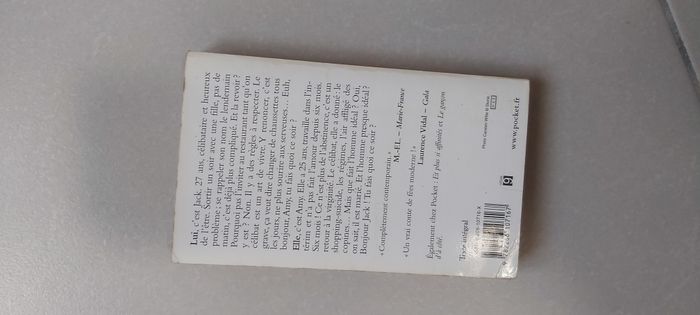 Lui, c'est Jack. 27 ans, célibataire et heureux
de l'être. Sortir un soir avec une fille, pas de
problème ; se rappeler son nom le lendemain
matin, c'est déjà plus compliqué. Et la revoir ?
Pourquoi pas l'inviter au restaurant tant qu'on
y est ? Non. Il y a des règles à respecter. Le
célibat est un art de vivre. Y renoncer, c'est
grave, ça veut dire changer de chaussettes tous
les jours, ne plus sourire aux serveuses... Euh,
bonjour, Amy, tu fais quoi ce soir ?
Elle, c'est Amy. Elle a 25 ans, travaille dans l'in-
térim et n'a pas fait l'amour depuis six mois.
Six mois ! Ce n'est plus de l'abstinence, c'est un
retour à la virginité. Le célibat, elle a donné : le
shopping-suicide, les régimes, l'air affligé des
copines... Mais que fait l'homme idéal ? Oui,
on sait, il est marié. Et l'homme presque idéal ?
Bonjour Jack ! Tu fais quoi ce soir ?
« Complètement contemporain. »
M.-EL. – Marie-France
« Un vrai conte de fées moderne ! »
Laurence Vidal – Gala
Également chez Pocket : Et plus si affinités et Le garçon
d'à côté.
Texte intégral
www.pocket.fr